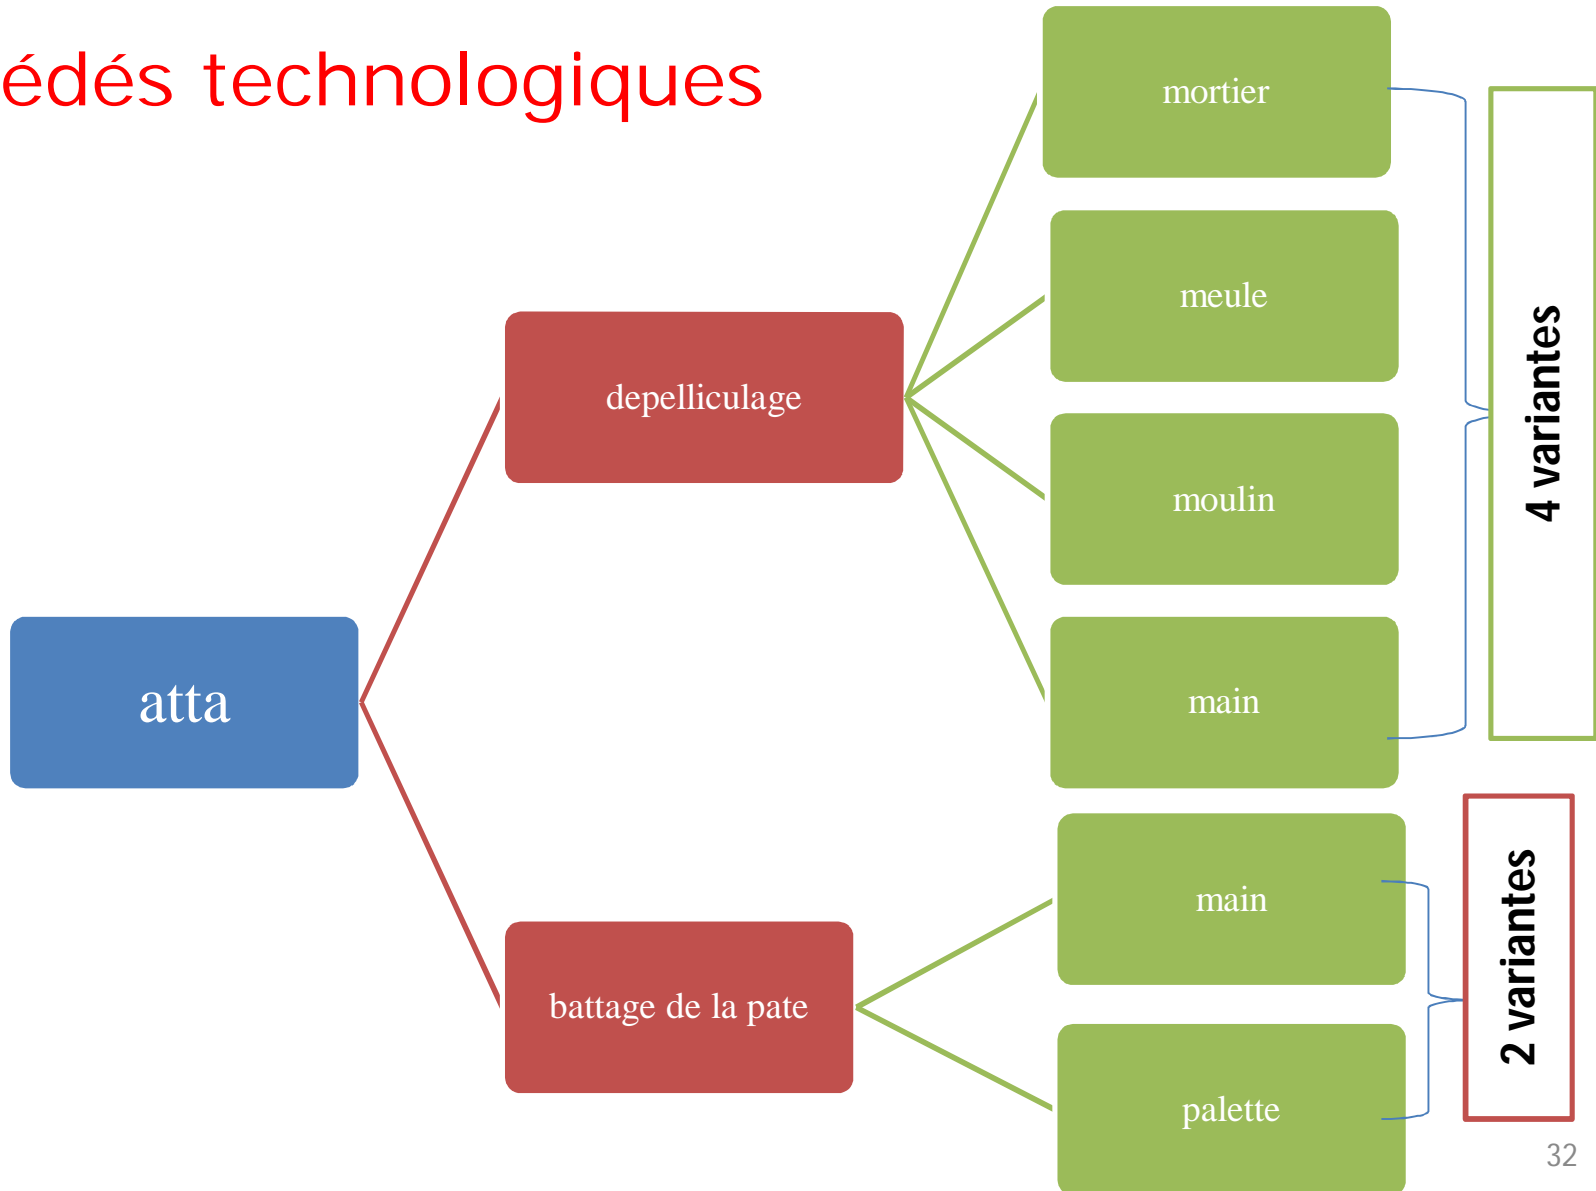 édés technologiques
mortier
meule
depelliculage
moulin
4 variantes
atta
main
main
battage de la pate
2 variantes
palette
32